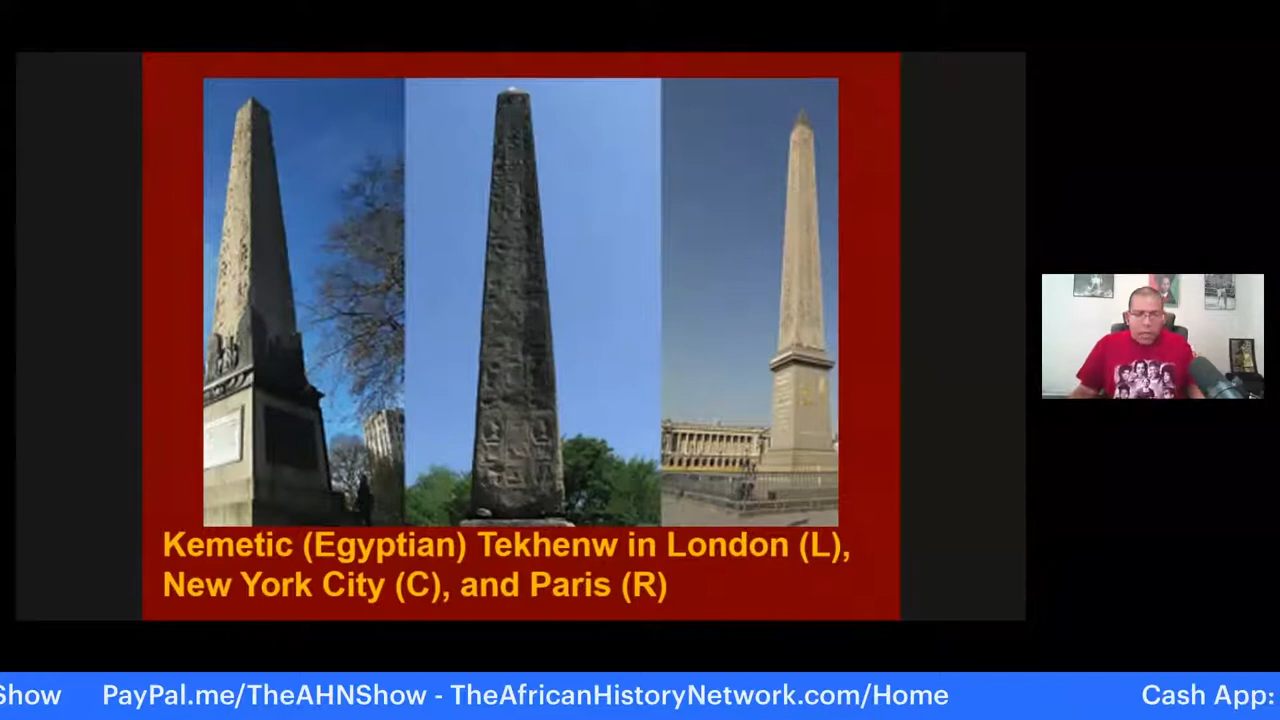 Kemetic (Egyptian) Tekhenw in London (L),
New York City (C), and Paris (R)
Show PayPal.me/TheAHNShow - TheAfricanHistoryNetwork.com/Home Cash App: